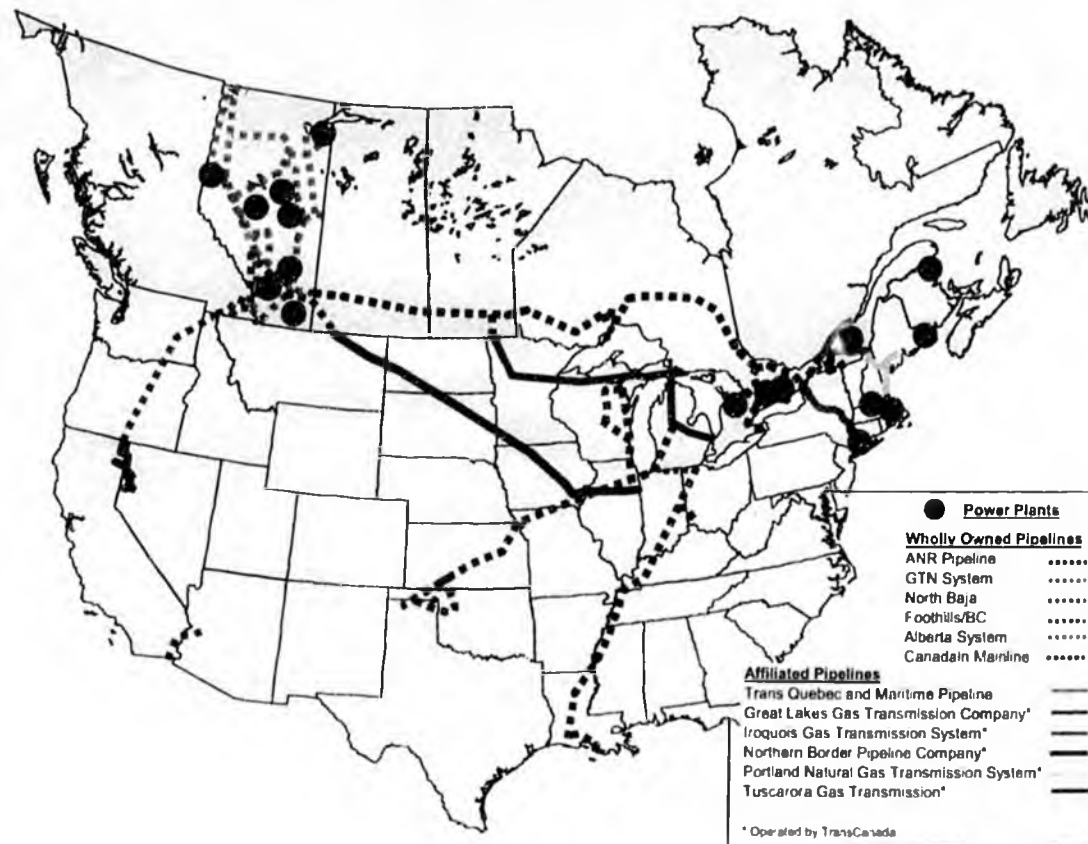 Power Plants
Wholly Owned Pipelines
ANR Pipeline
GTN System
North Baja
Foothills/BC
Alberta System
Canadain Mainline
Affiliated Pipelines
Trans Quebec and Maritime Pipeline
Great Lakes Gas Transmission Company*
Iroquois Gas Transmission System*
Northern Border Pipeline Company*
Portland Natural Gas Transmission System*
Tuscarora Gas Transmission*
* Operated by TransCanada